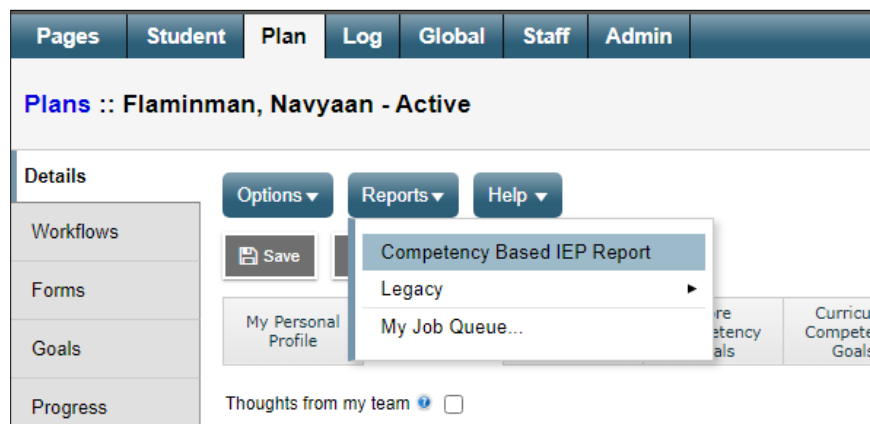 Pages Student Plan Log Global Staff Admin
Plans :: Flaminman, Navyaan - Active
Details
Workflows
Forms
Goals
Progress
Options Reports Help
Save
Competency Based IEP Report
Legacy
My Job Queue...
My Personal
Profile
Goals
Thoughts from my team